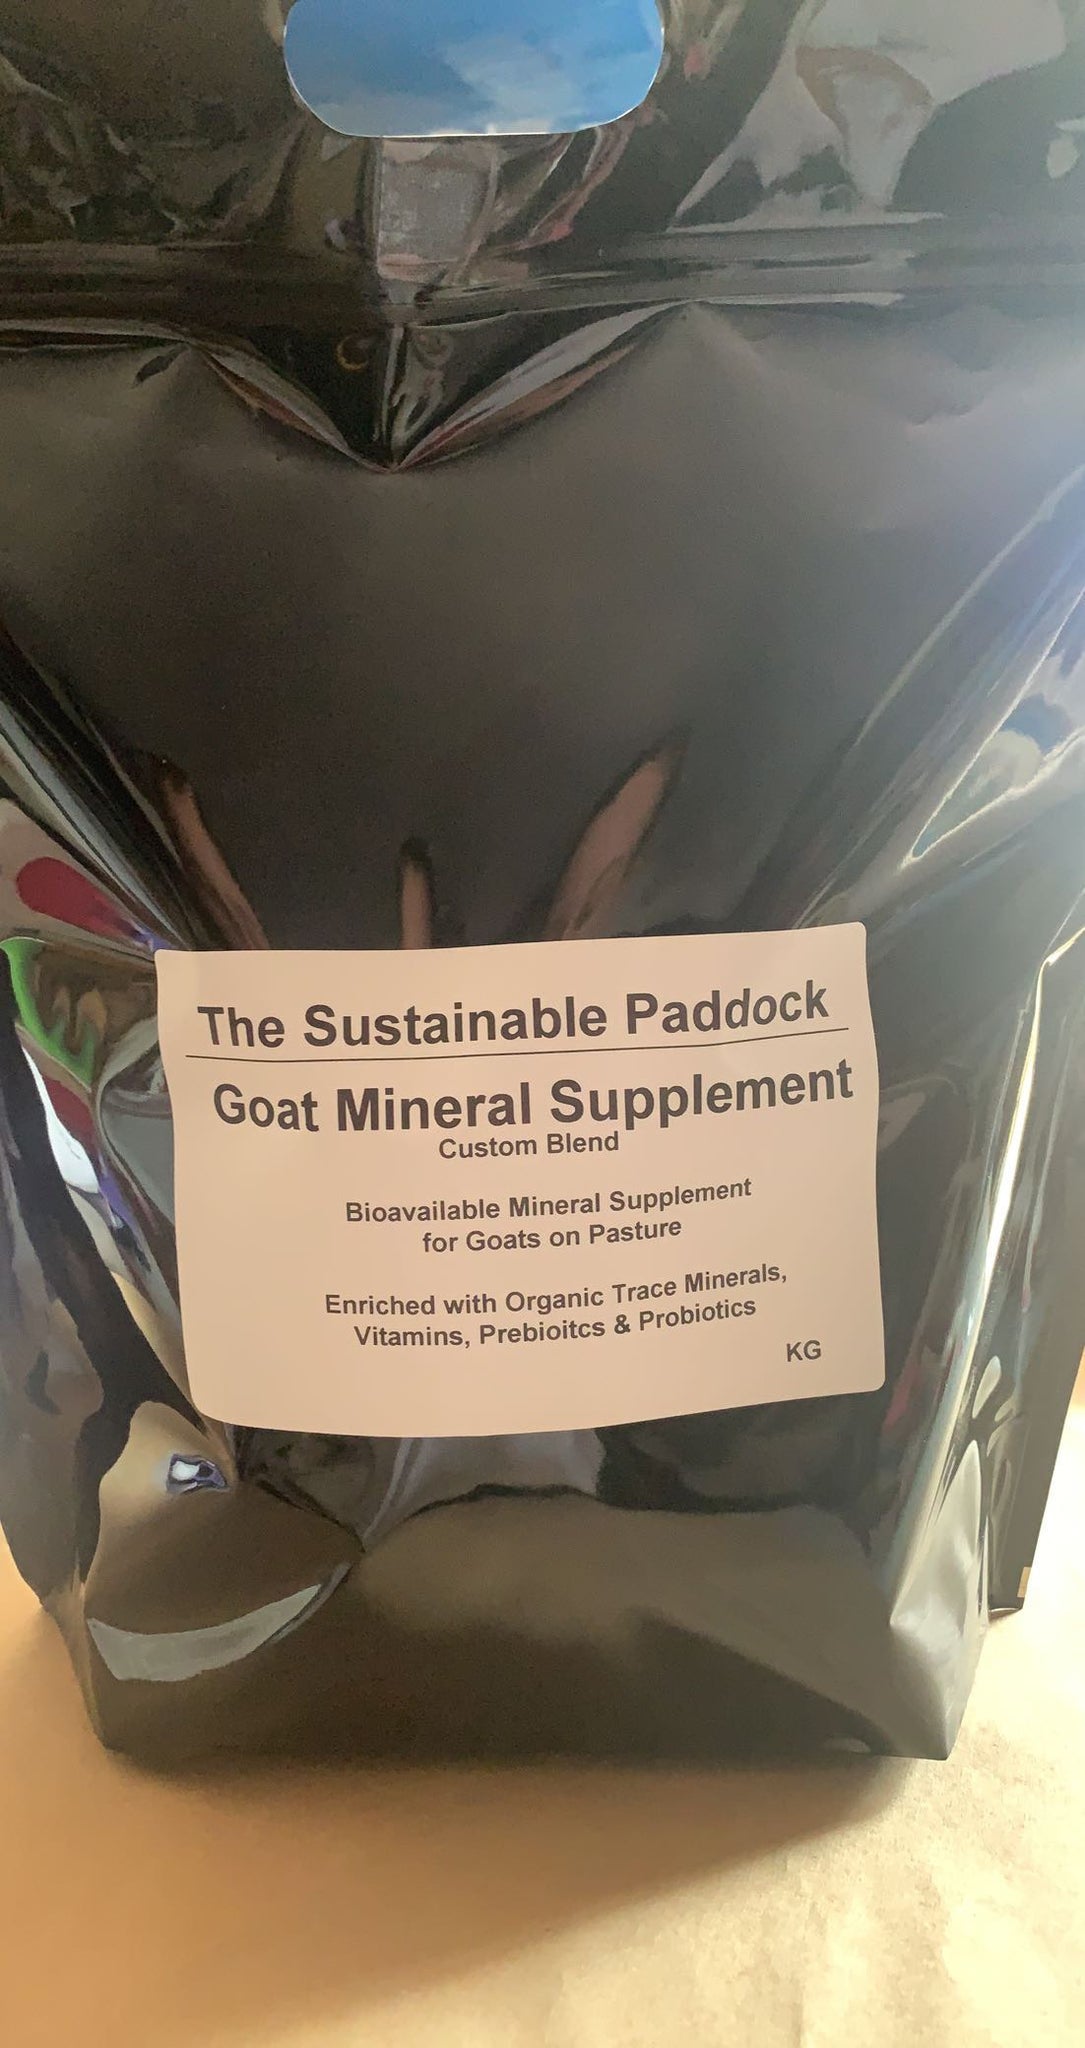 The Sustainable Paddock
Goat Mineral Supplement
Custom Blend
Bioavailable Mineral Supplement
for Goats on Pasture
Enriched with Organic Trace Minerals,
Vitamins, Prebioitcs & Probiotics
KG